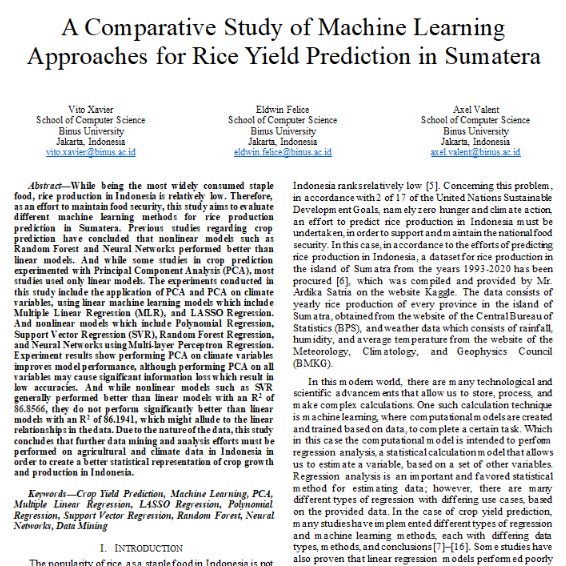 A Comparative Study of Machine Learning
Approaches for Rice Yield Prediction in Sumatera
Vito Xavier
School of Computer Science
Binus University
Jakarta, Indonesia
vito.xavier@binus.ac.id
Eldwin Felice
School of Computer Science
Binus University
Jakarta, Indonesia
eldwin.felice@binus.ac.id
Axel Valent
School of Computer Science
Binus University
Jakarta, Indonesia
axel.valent@binus.ac.id
Abstract—While being the most widely consumed staple
food, rice production in Indonesia is relatively low. Therefore,
as an effort to maintain food security, this study aims to evaluate
different machine learning methods for rice production
prediction in Sumatera. Previous studies regarding crop
prediction have concluded that nonlinear models such as
Random Forest and Neural Networks performed better than
linear models. And while some studies in crop prediction
experimented with Principal Component Analysis (PCA), most
studies used only linear models. The experiments conducted in
this study include the application of PCA and PCA on climate
variables, using linear machine learning models which include
Multiple Linear Regression (MLR), and LASSO Regression.
And nonlinear models which include Polynomial Regression,
Support Vector Regression (SVR), Random Forest Regression,
and Neural Networks using Multi-layer Perceptron Regression.
Experiment results show performing PCA on climate variables
improves model performance, although performing PCA on all
variables may cause significant information loss which result in
low accuracies. And while nonlinear models such as SVR
generally performed better than linear models with an R² of
86.8566, they do not perform significantly better than linear
models with an R² of 86.1941, which might allude to the linear
relationships in the data. Due to the nature of the data, this study
concludes that further data mining and analysis efforts must be
performed on agricultural and climate data in Indonesia in
order to create a better statistical representation of crop growth
and production in Indonesia.
Keywords—Crop Yield Prediction, Machine Learning, PCA,
Multiple Linear Regression, LASSO Regression, Polynomial
Regression, Support Vector Regression, Random Forest, Neural
Networks, Data Mining
I. INTRODUCTION
The popularity of rice as a staple food in Indonesia is not
Indonesia ranks relatively low [5]. Concerning this problem,
in accordance with 2 of 17 of the United Nations Sustainable
Development Goals, namely zero hunger and climate action,
an effort to predict rice production in Indonesia must be
undertaken, in order to support and maintain the national food
security. In this case, in accordance to the efforts of predicting
rice production in Indonesia, a dataset for rice production in
the island of Sumatra from the years 1993-2020 has been
procured [6], which was compiled and provided by Mr.
Ardika Satria on the website Kaggle. The data consists of
yearly rice production of every province in the island of
Sumatra, obtained from the website of the Central Bureau of
Statistics (BPS), and weather data which consists of rainfall,
humidity, and average temperature from the website of the
Meteorology, Climatology, and Geophysics Council
(BMKG).
In this modern world, there are many technological and
scientific advancements that allow us to store, process, and
make complex calculations. One such calculation technique
is machine learning, where computational models are created
and trained based on data, to complete a certain task. Which
in this case the computational model is intended to perform
regression analysis, a statistical calculation model that allows
us to estimate a variable, based on a set of other variables.
Regression analysis is an important and favored statistical
method for estimating data; however, there are many
different types of regression with differing use cases, based
on the provided data. In the case of crop yield prediction,
many studies have implemented different types of regression
and machine learning methods, each with differing data
types, methods, and conclusions [7]–[16]. Some studies have
also proven that linear regression models performed poorly